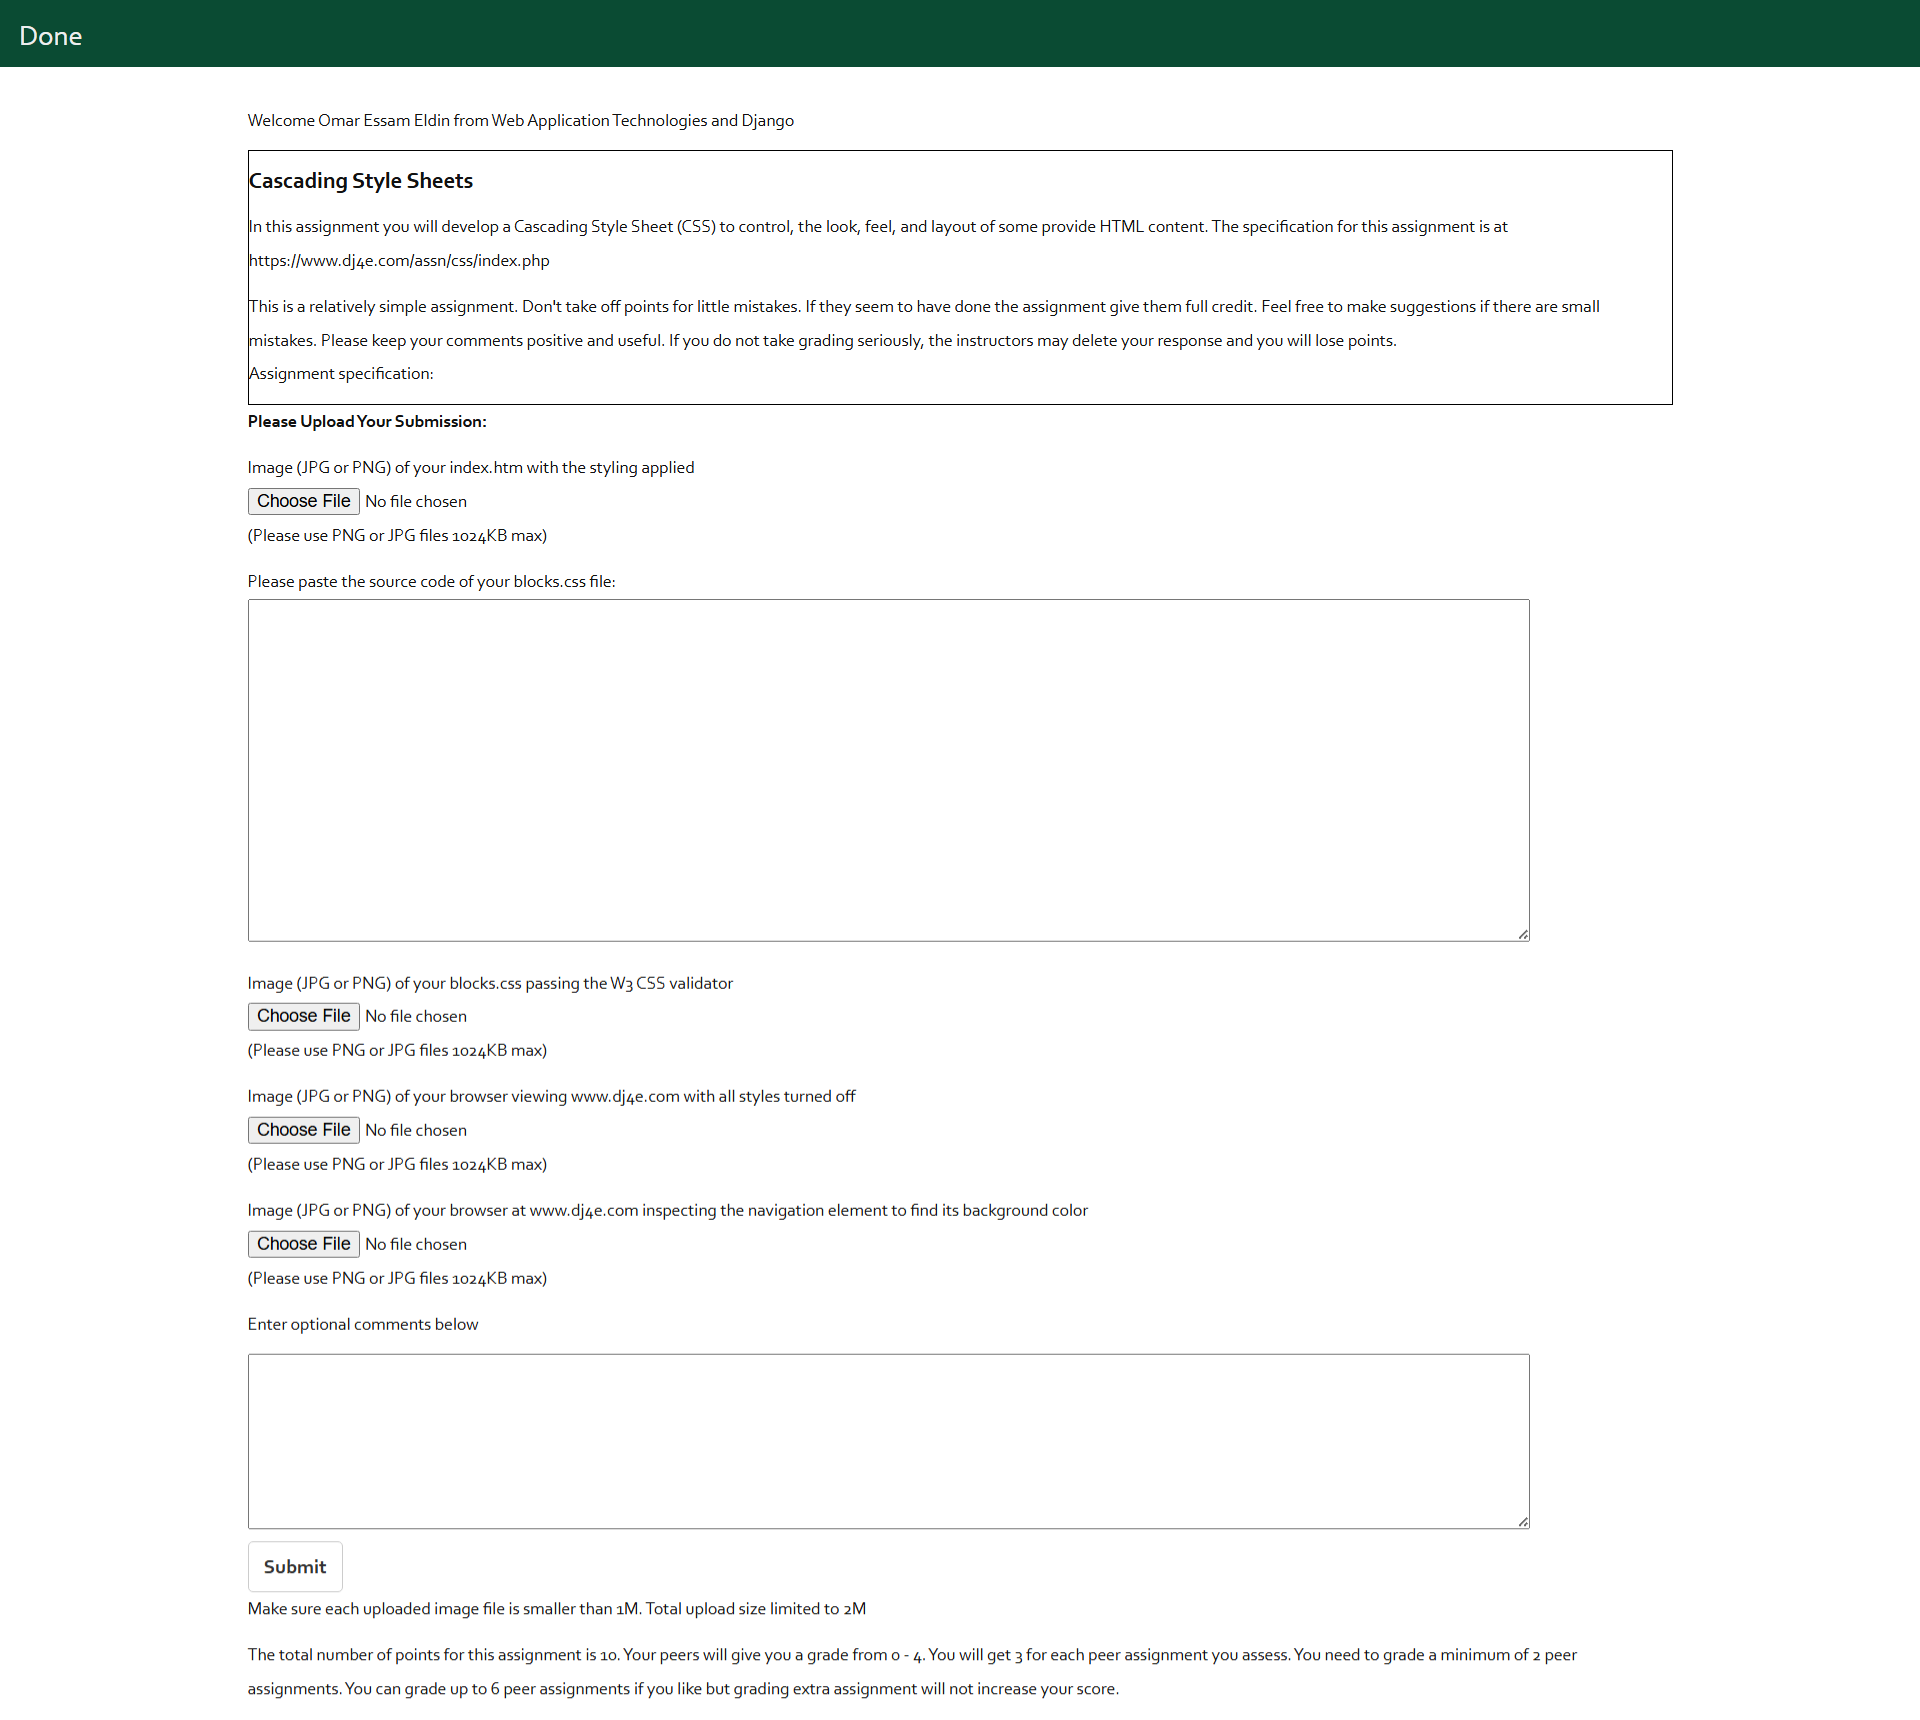 Done
Welcome Omar Essam Eldin from Web Application Technologies and Django
Cascading Style Sheets
In this assignment you will develop a Cascading Style Sheet (CSS) to control, the look, feel, and layout of some provide HTML content. The specification for this assignment is at
https://www.dj4e.com/assn/css/index.php
This is a relatively simple assignment. Don't take off points for little mistakes. If they seem to have done the assignment give them full credit. Feel free to make suggestions if there are small
mistakes. Please keep your comments positive and useful. If you do not take grading seriously, the instructors may delete your response and you will lose points.
Assignment specification:
Please Upload Your Submission:
Image (JPG or PNG) of your index.htm with the styling applied
Choose File No file chosen
(Please use PNG or JPG files 1024KB max)
Please paste the source code of your blocks.css file:
Image (JPG or PNG) of your blocks.css passing the W3 CSS validator
Choose File No file chosen
(Please use PNG or JPG files 1024KB max)
Image (JPG or PNG) of your browser viewing www.dj4e.com with all styles turned off
Choose File No file chosen
(Please use PNG or JPG files 1024KB max)
Image (JPG or PNG) of your browser at www.dj4e.com inspecting the navigation element to find its background color
Choose File No file chosen
(Please use PNG or JPG files 1024KB max)
Enter optional comments below
Submit
Make sure each uploaded image file is smaller than 1M. Total upload size limited to 2M
The total number of points for this assignment is 10. Your peers will give you a grade from 0 - 4. You will get 3 for each peer assignment you assess. You need to grade a minimum of 2 peer
assignments. You can grade up to 6 peer assignments if you like but grading extra assignment will not increase your score.